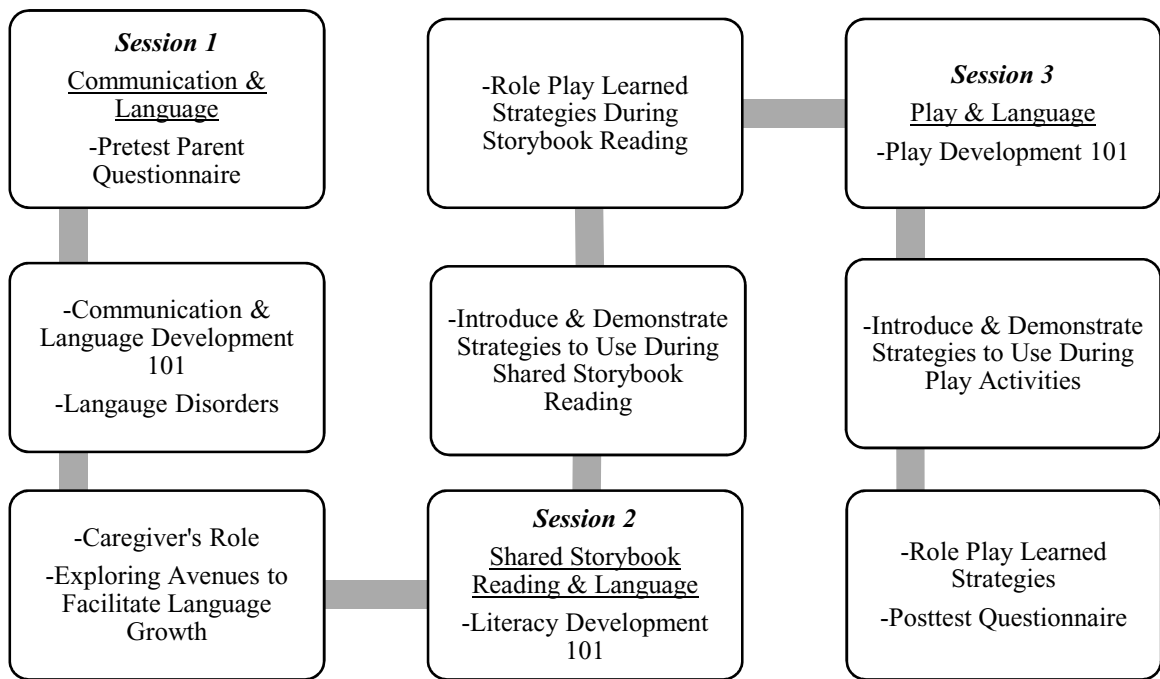 Session 1
Communication &
Language
-Pretest Parent
Questionnaire
-Communication &
Language Development
101
-Langauge Disorders
-Caregiver's Role
-Exploring Avenues to
Facilitate Language
Growth
Session 2
Shared Storybook
Reading & Language
-Literacy Development
101
-Introduce & Demonstrate
Strategies to Use During
Shared Storybook
Reading
-Role Play Learned
Strategies During
Storybook Reading
Session 3
Play & Language
-Play Development 101
-Introduce & Demonstrate
Strategies to Use During
Play Activities
-Role Play Learned
Strategies
-Posttest Questionnaire